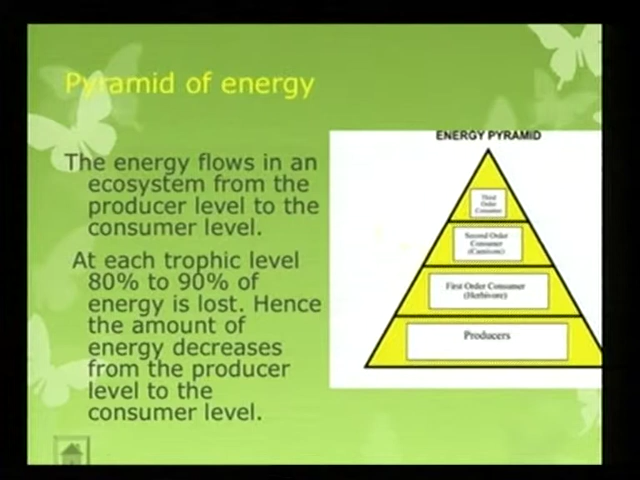 Pyramid of energy
The energy flows in an
ecosystem from the
producer level to the
consumer level.
At each trophic level
80% to 90% of
energy is lost. Hence
the amount of
energy decreases
from the producer
level to the
consumer level.
ENERGY PYRAMID
Third
Order
Consumer
Second Order
Consumer
(Carnivore)
First Order Consumer
(Herbivore)
Producers